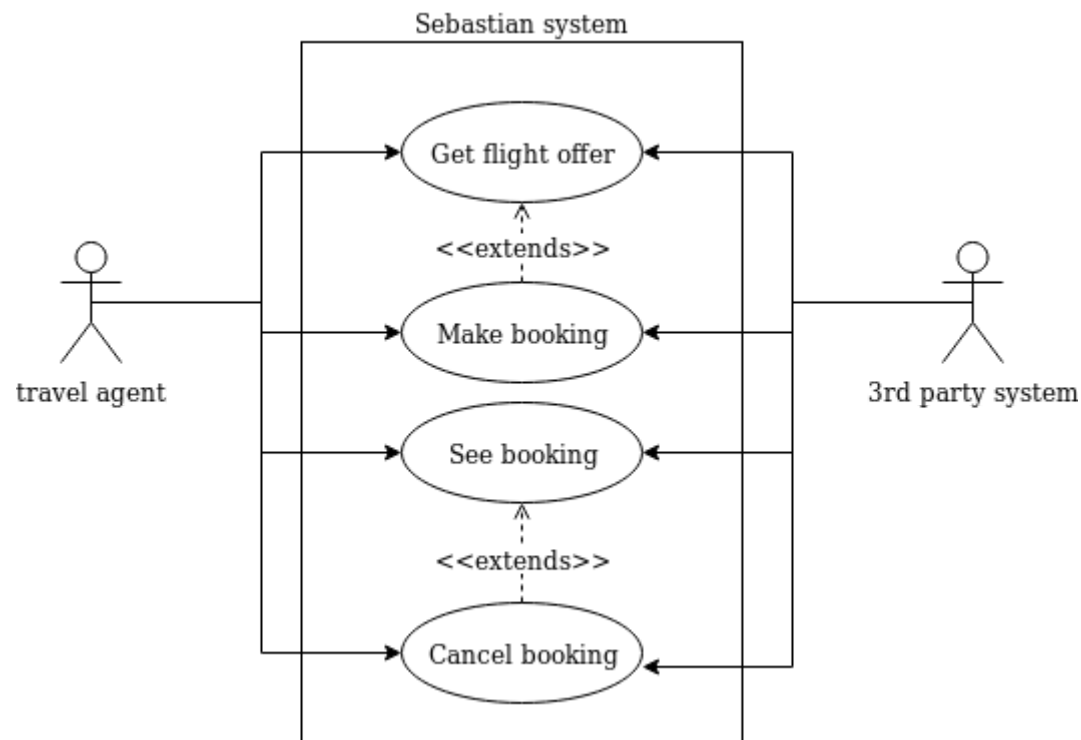 Sebastian system
Get flight offer
<<extends>>
Make booking
travel agent
3rd party system
See booking
<<extends>>
Cancel booking